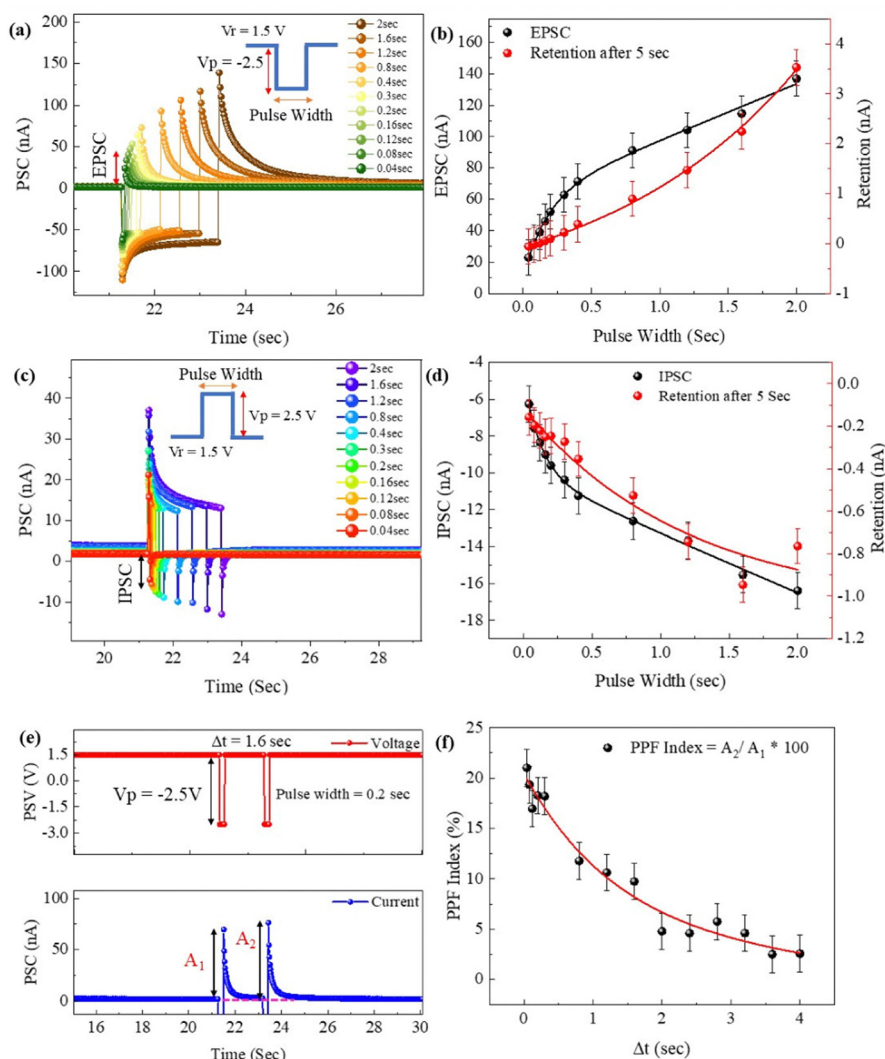 (a)
PSC (nA)
200
150
100
50
0
-50
-100
22
24
26
Time (sec)
EPSC
Vr = 1.5 V
Vp = -2.5
Pulse Width
2sec
1.6sec
1.2sec
0.8sec
0.4sec
0.3sec
0.2sec
0.16sec
0.12sec
0.08sec
0.04sec
(b)
EPSC (nA)
180
160
140
120
100
80
60
40
20
0
0.0
0.5
1.0
1.5
2.0
Pulse Width (Sec)
EPSC
Retention after 5 sec
4
3
2
1
0
-1
Retention (nA)
(c)
PSC (nA)
40
30
20
10
0
-10
20
22
24
26
28
Time (Sec)
IPSC
Pulse Width
Vp = 2.5 V
Vr = 1.5 V
2sec
1.6sec
1.2sec
0.8sec
0.4sec
0.3sec
0.2sec
0.16sec
0.12sec
0.08sec
0.04sec
(d)
IPSC (nA)
-4
-6
-8
-10
-12
-14
-16
-18
0.0
0.5
1.0
1.5
2.0
Pulse Width (sec)
IPSC
Retention after 5 Sec
0.0
-0.2
-0.4
-0.6
-0.8
-1.0
-1.2
Retention (nA)
(e)
PSV (V)
1.5
0.0
-1.5
-3.0
Δt = 1.6 sec
Voltage
Vp = -2.5V
Pulse width = 0.2 sec
PSC (nA)
100
50
0
Current
A1
A2
16
18
20
22
24
26
28
30
Time (Sec)
(f)
PPF Index (%)
25
20
15
10
5
0
0
1
2
3
4
Δt (sec)
PPF Index = A2/ A1 * 100